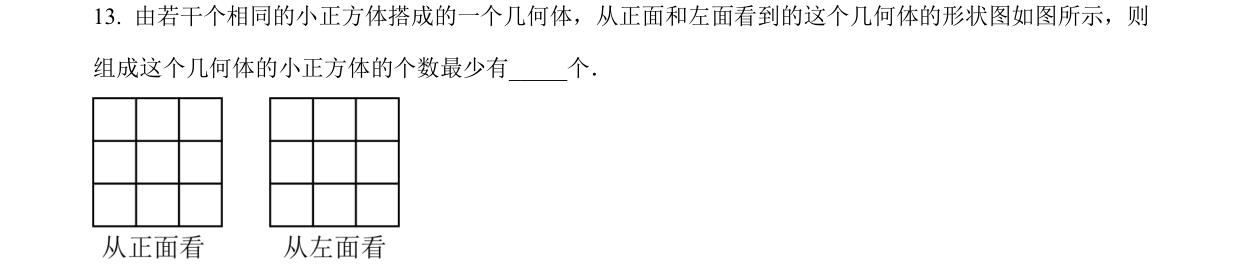 13. 由若干个相同的小正方体搭成的一个几何体，从正面和左面看到的这个几何体的形状图如图所示，则
组成这个几何体的小正方体的个数最少有_____个．
从正面看 从左面看